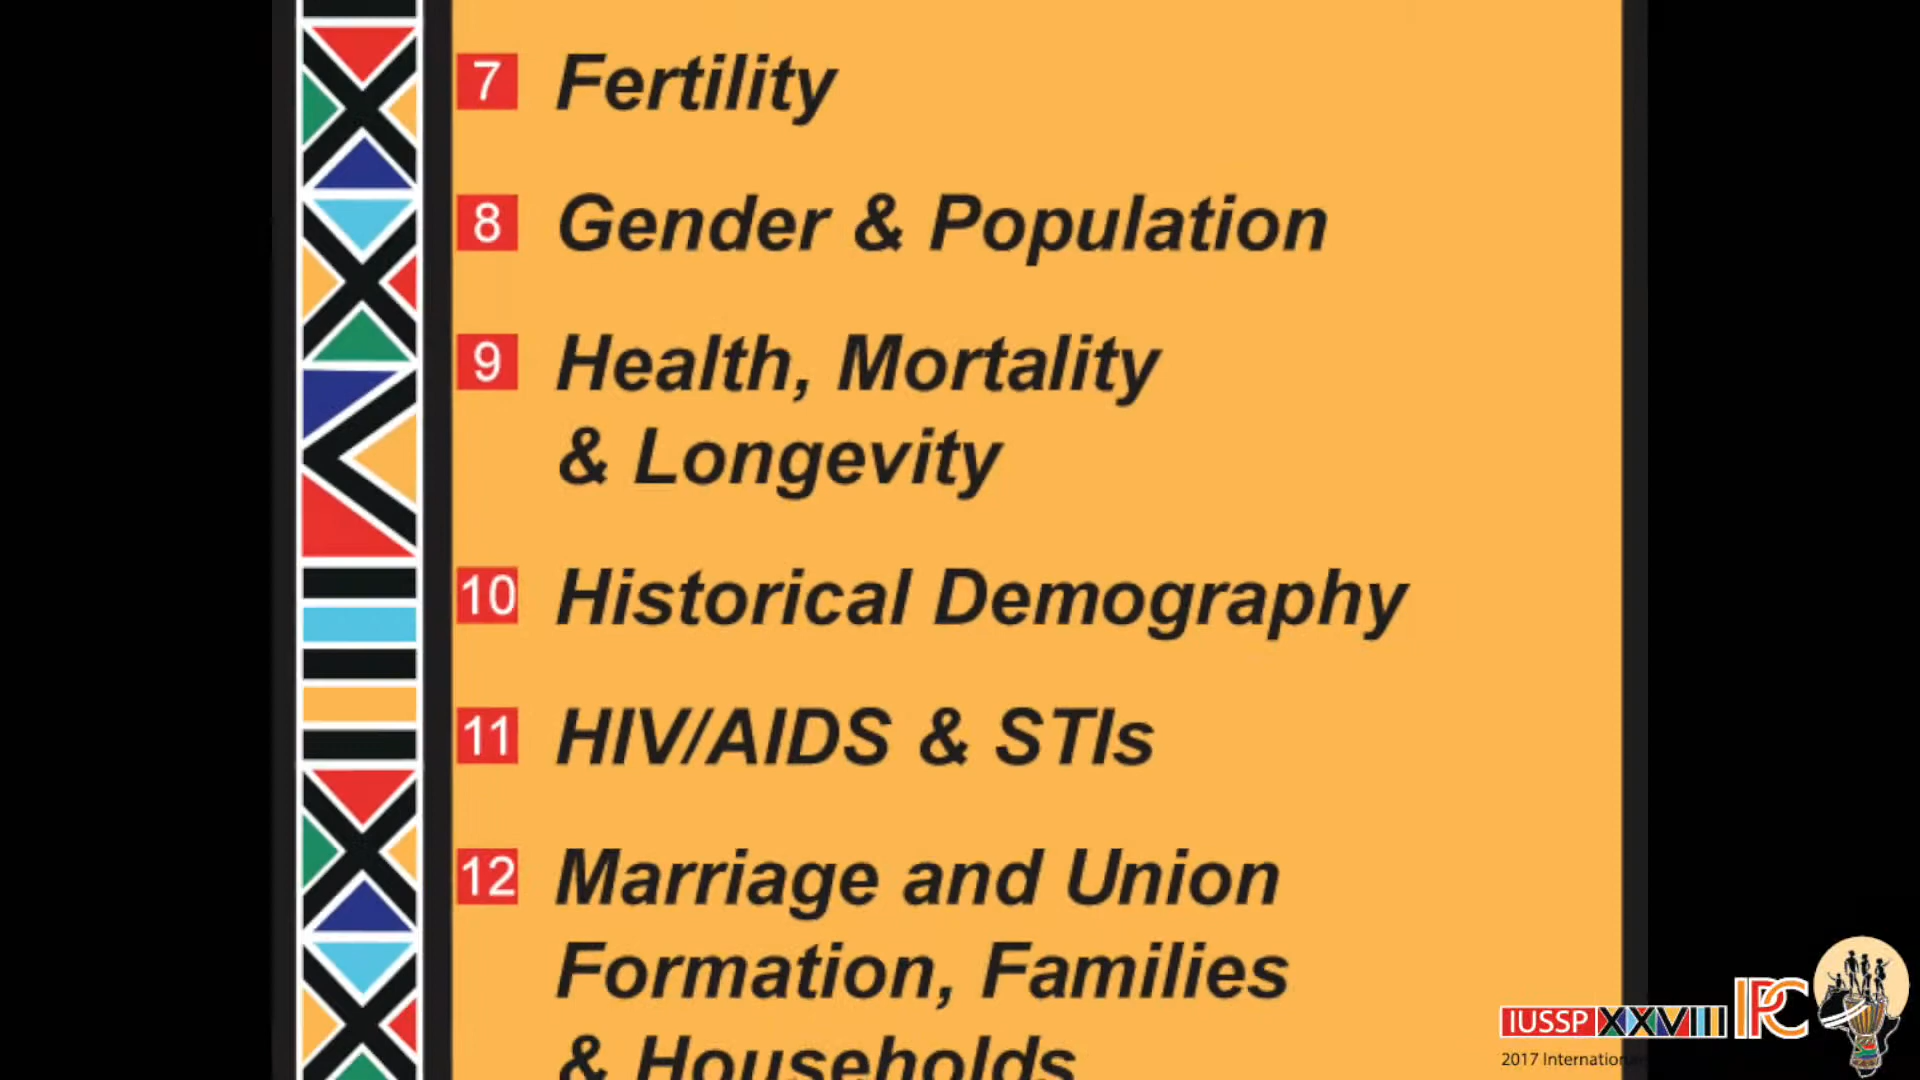 7 Fertility
8 Gender & Population
9 Health, Mortality
& Longevity
10 Historical Demography
11 HIV/AIDS & STIs
12 Marriage and Union
Formation, Families
& Households
IUSSP XXVIII IPC
2017 Internation